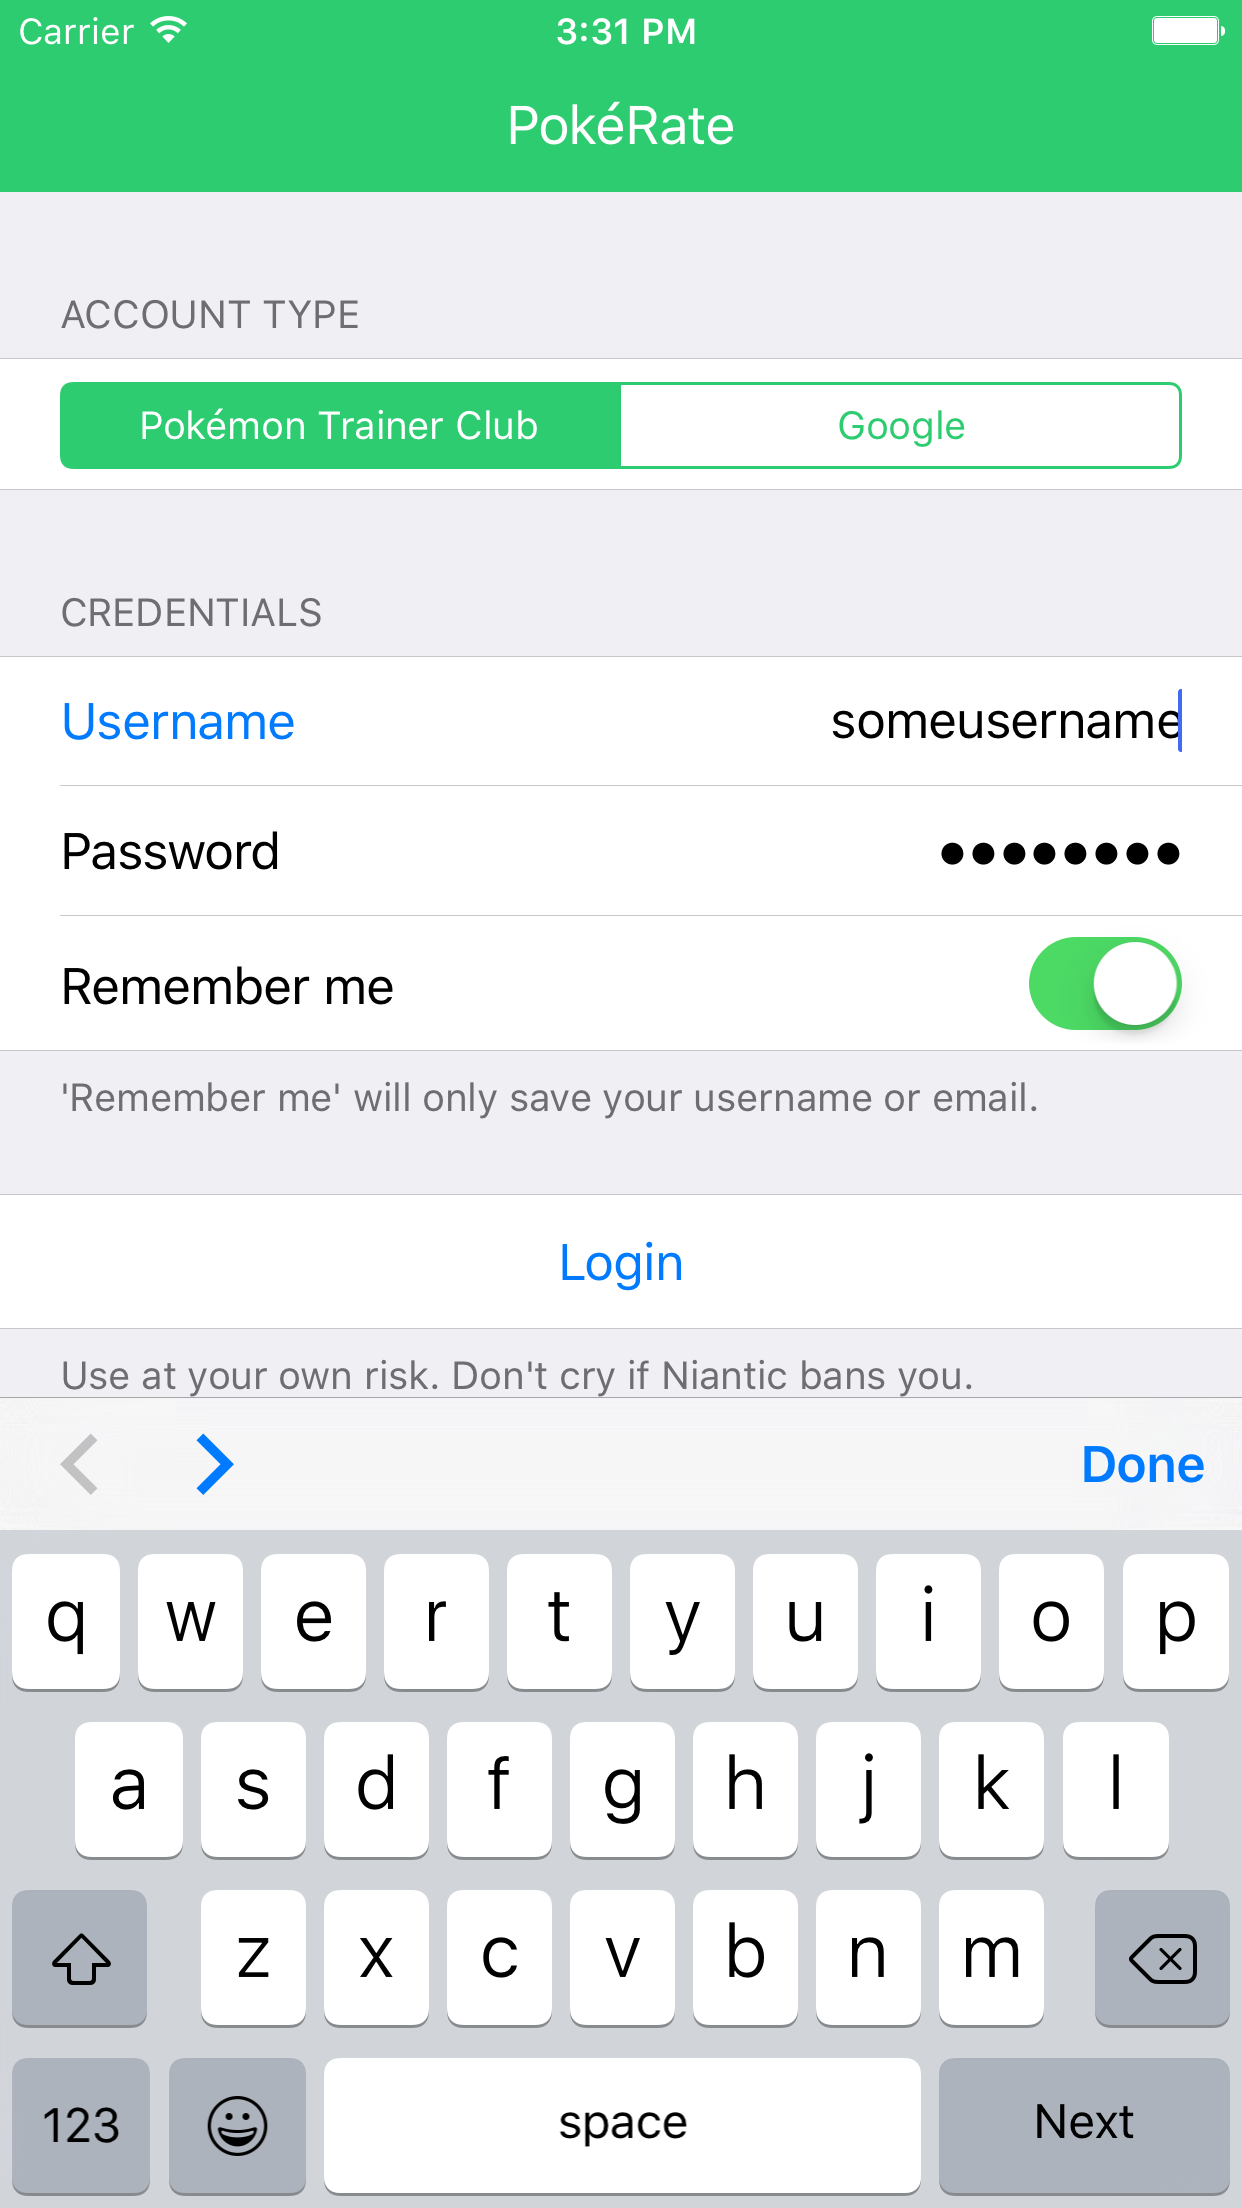 Carrier 3:31 PM
PokéRate
ACCOUNT TYPE
Pokémon Trainer Club Google
CREDENTIALS
Username someusername
Password ●●●●●●●●
Remember me
'Remember me' will only save your username or email.
Login
Use at your own risk. Don't cry if Niantic bans you.
Done
q w e r t y u i o p
a s d f g h j k l
z x c v b n m
123 space Next